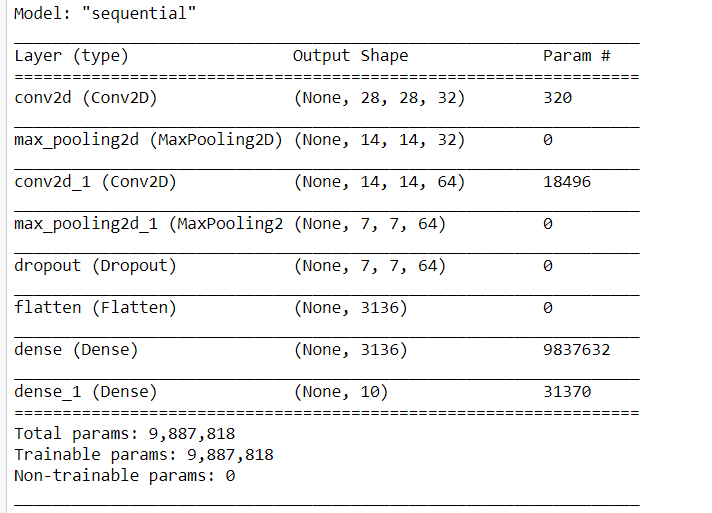 Model: "sequential"
_________________________________________________________________
Layer (type)                 Output Shape              Param #
=================================================================
conv2d (Conv2D)              (None, 28, 28, 32)        320
_________________________________________________________________
max_pooling2d (MaxPooling2D) (None, 14, 14, 32)        0
_________________________________________________________________
conv2d_1 (Conv2D)            (None, 14, 14, 64)        18496
_________________________________________________________________
max_pooling2d_1 (MaxPooling2 (None, 7, 7, 64)          0
_________________________________________________________________
dropout (Dropout)            (None, 7, 7, 64)          0
_________________________________________________________________
flatten (Flatten)            (None, 3136)              0
_________________________________________________________________
dense (Dense)                (None, 3136)              9837632
_________________________________________________________________
dense_1 (Dense)              (None, 10)                31370
=================================================================
Total params: 9,887,818
Trainable params: 9,887,818
Non-trainable params: 0
_________________________________________________________________